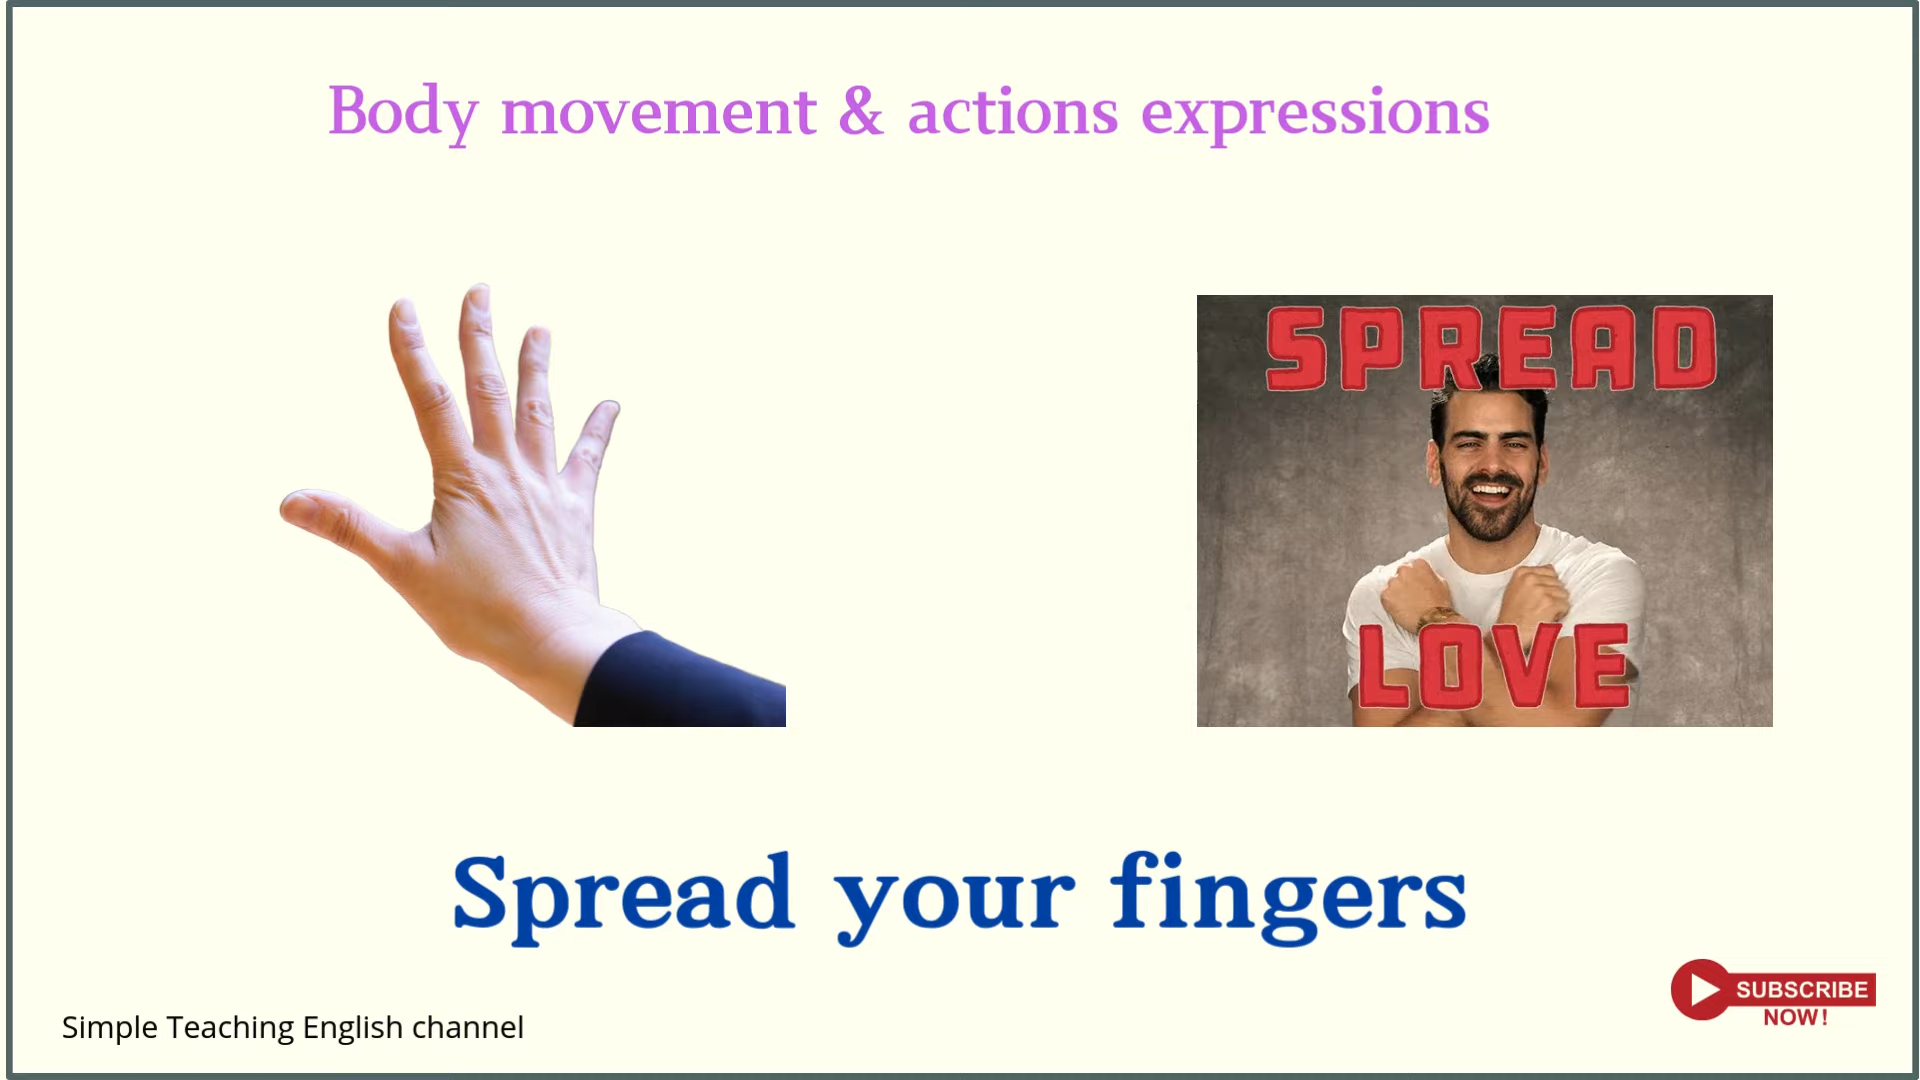 Body movement & actions expressions
SPREAD
LOVE
Spread your fingers
Simple Teaching English channel
SUBSCRIBE
NOW!